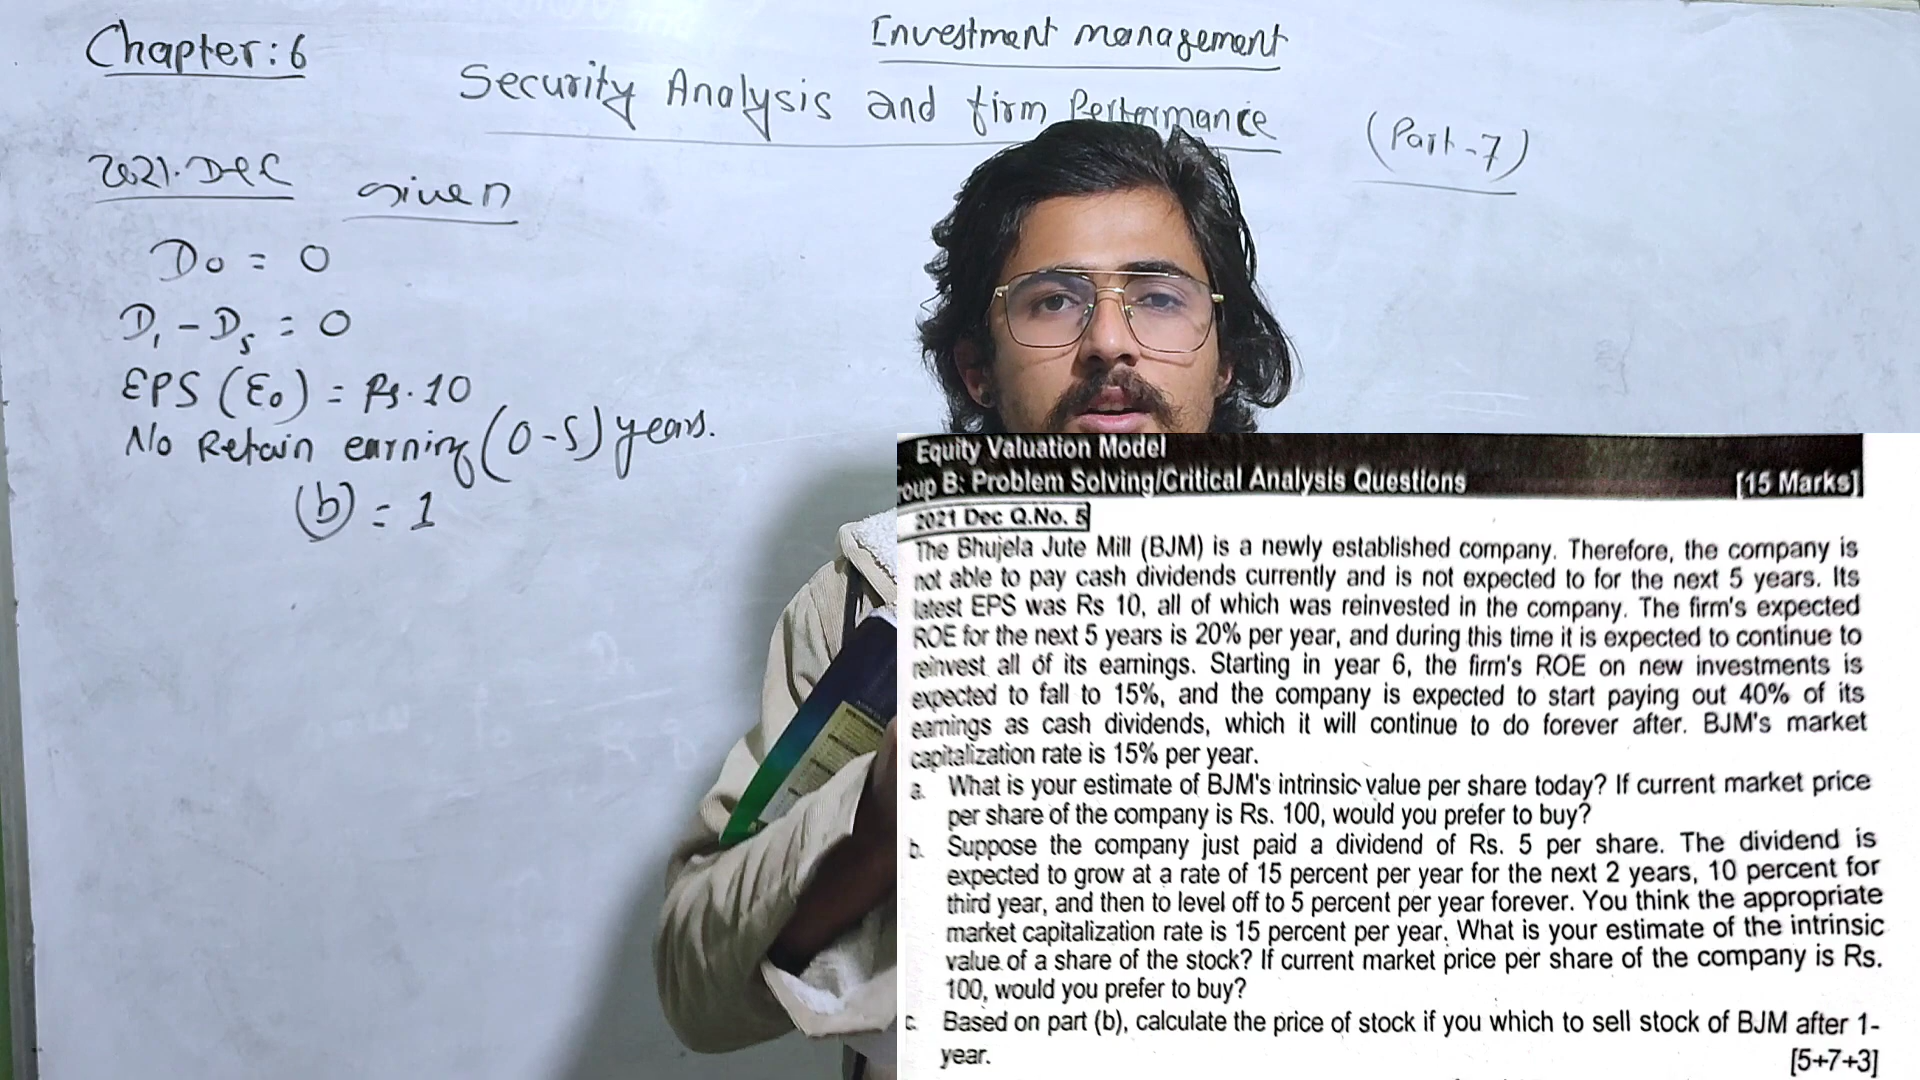 Chapter: 6
Investment management
Security Analysis and firm Performance
(Part-7)
2021. Dec given
D0 = 0
D1 - D5 = 0
EPS (E0) = Rs. 10
No Retain earning (0-5) years.
(b) = 1
Equity Valuation Model
oup B: Problem Solving/Critical Analysis Questions [15 Marks]
2021 Dec Q.No. 5
The Bhujela Jute Mill (BJM) is a newly established company. Therefore, the company is
not able to pay cash dividends currently and is not expected to for the next 5 years. Its
latest EPS was Rs 10, all of which was reinvested in the company. The firm's expected
ROE for the next 5 years is 20% per year, and during this time it is expected to continue to
reinvest all of its earnings. Starting in year 6, the firm's ROE on new investments is
expected to fall to 15%, and the company is expected to start paying out 40% of its
earnings as cash dividends, which it will continue to do forever after. BJM's market
capitalization rate is 15% per year.
a. What is your estimate of BJM's intrinsic value per share today? If current market price
per share of the company is Rs. 100, would you prefer to buy?
b. Suppose the company just paid a dividend of Rs. 5 per share. The dividend is
expected to grow at a rate of 15 percent per year for the next 2 years, 10 percent for
third year, and then to level off to 5 percent per year forever. You think the appropriate
market capitalization rate is 15 percent per year. What is your estimate of the intrinsic
value of a share of the stock? If current market price per share of the company is Rs.
100, would you prefer to buy?
c. Based on part (b), calculate the price of stock if you which to sell stock of BJM after 1-
year. [5+7+3]